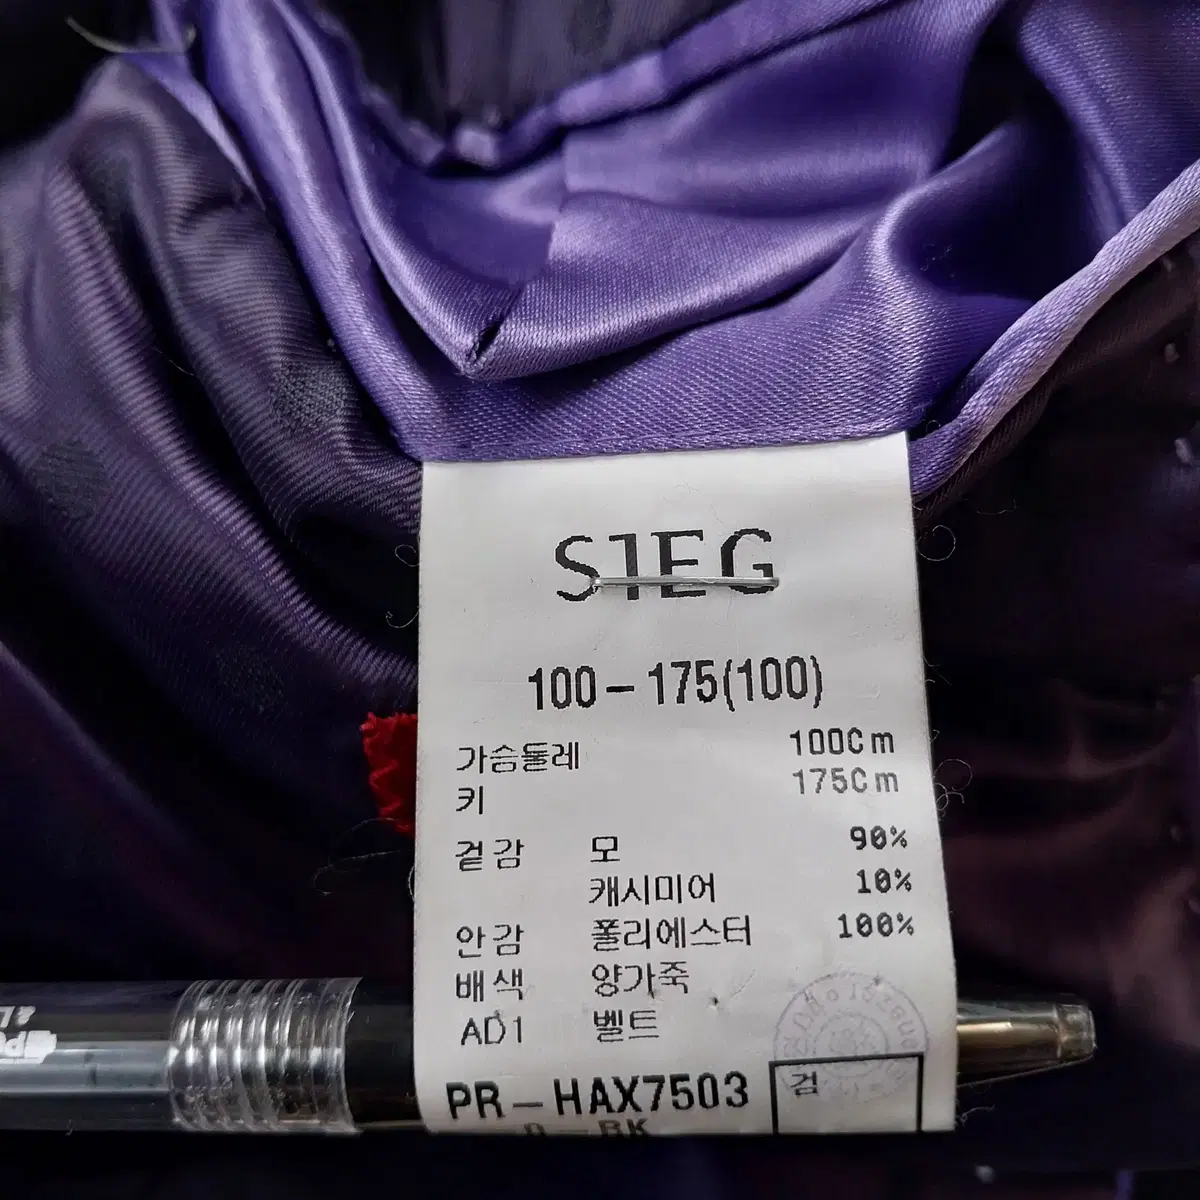 SIEG
100-175(100)
가슴둘레 100Cm
키 175Cm
겉감 모 90%
캐시미어 10%
안감 폴리에스터 100%
배색 양가죽
AD1 벨트
PR-HAX7503
검